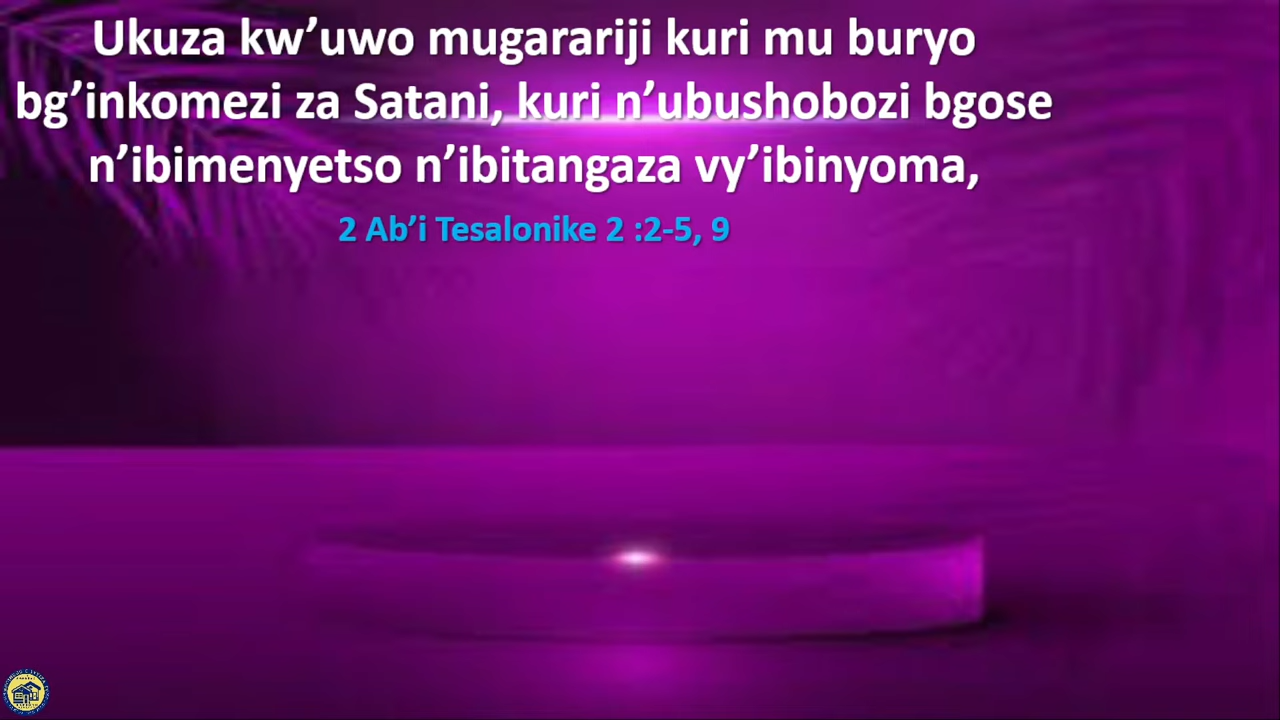 Ukuza kw’uwo mugarariji kuri mu buryo
bg’inkomezi za Satani, kuri n’ubushobozi bgose
n’ibimenyetso n’ibitangaza vy’ibinyoma,
2 Ab’i Tesalonike 2 :2-5, 9